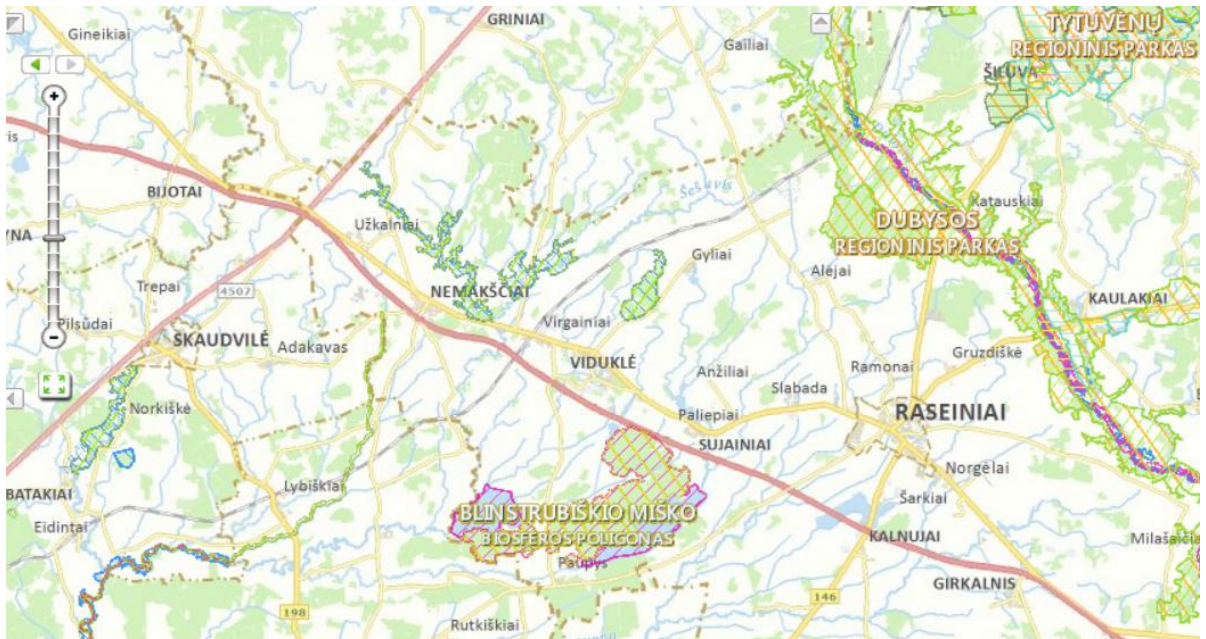 GRINIAI
TYTUVĖNŲ
REGIONINIS PARKAS
Gineikiai
Gailiai
ŠILUVA
BIJOTAI
Šešuvis
Katauskiai
Užkalniai
DUBYSOS
REGIONINIS PARKAS
Gyliai
Alėjai
Trepai
4507
NEMAKŠČIAI
KAULAKIAI
Pilsūdai
Virgainiai
SKAUDVILĖ
Adakavas
Gruzdiškė
VIDUKLĖ
Anžiliai
Ramonai
Slabada
Norkiškė
Paliepiai
RASEINIAI
SUJAINIAI
Norgėlai
Lybiškiai
BATAKIAI
Šarkiai
BLINSTRUBIŠKIO MIŠKO
BIOSFEROS POLIGONAS
Eidintai
KALNUJAI
Milašaičiai
Paupys
GIRKALNIS
146
198
Rutkiškiai